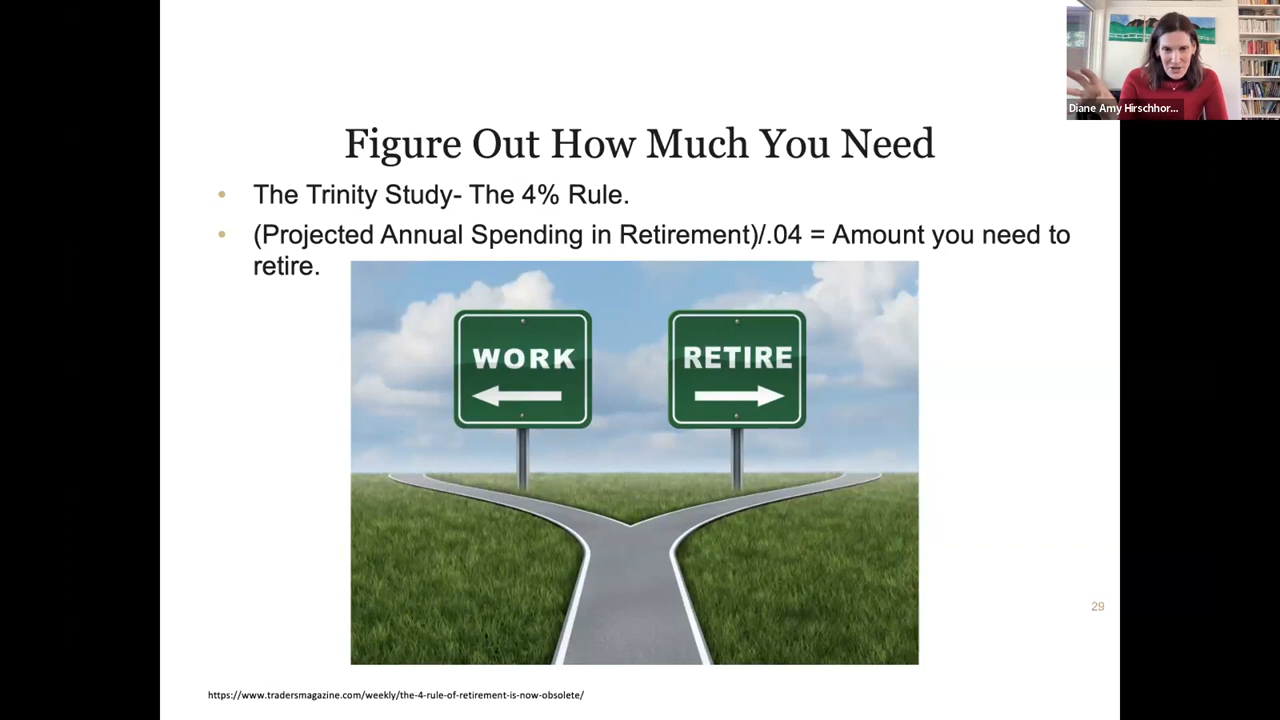 Diane Amy Hirschhor...
Figure Out How Much You Need
• The Trinity Study- The 4% Rule.
• (Projected Annual Spending in Retirement)/.04 = Amount you need to
retire.
WORK
RETIRE
29
https://www.tradersmagazine.com/weekly/the-4-rule-of-retirement-is-now-obsolete/